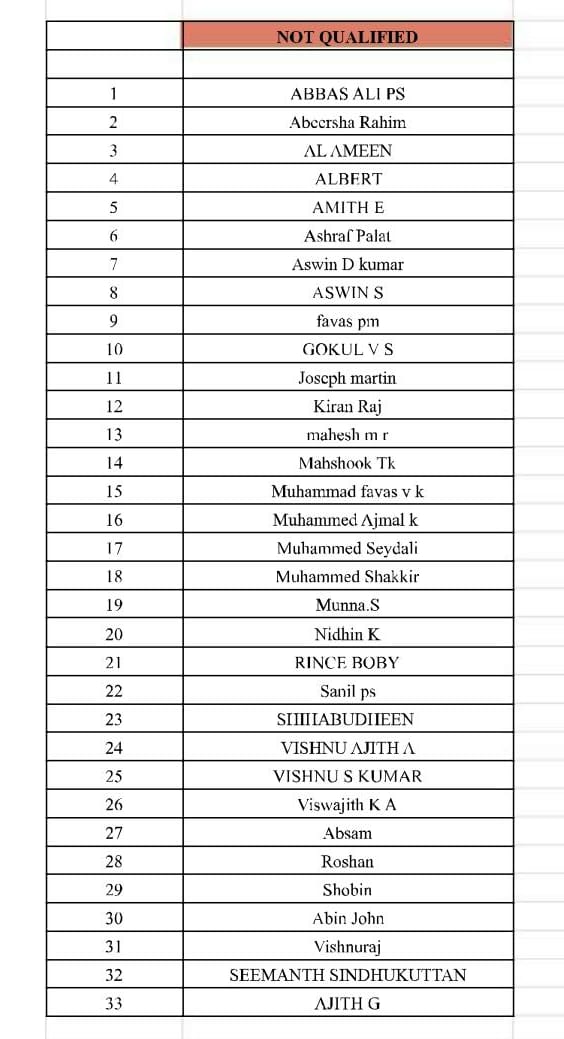 NOT QUALIFIED
1 ABBAS ALI PS
2 Abeersha Rahim
3 AL AMEEN
4 ALBERT
5 AMITH E
6 Ashraf Palat
7 Aswin D kumar
8 ASWIN S
9 favas pm
10 GOKUL V S
11 Joseph martin
12 Kiran Raj
13 mahesh m r
14 Mahshook Tk
15 Muhammad favas v k
16 Muhammed Ajmal k
17 Muhammed Seydali
18 Muhammed Shakkir
19 Munna.S
20 Nidhin K
21 RINCE BOBY
22 Sanil ps
23 SHIHABUDHEEN
24 VISHNU AJITH A
25 VISHNU S KUMAR
26 Viswajith K A
27 Absam
28 Roshan
29 Shobin
30 Abin John
31 Vishnuraj
32 SEEMANTH SINDHUKUTTAN
33 AJITH G